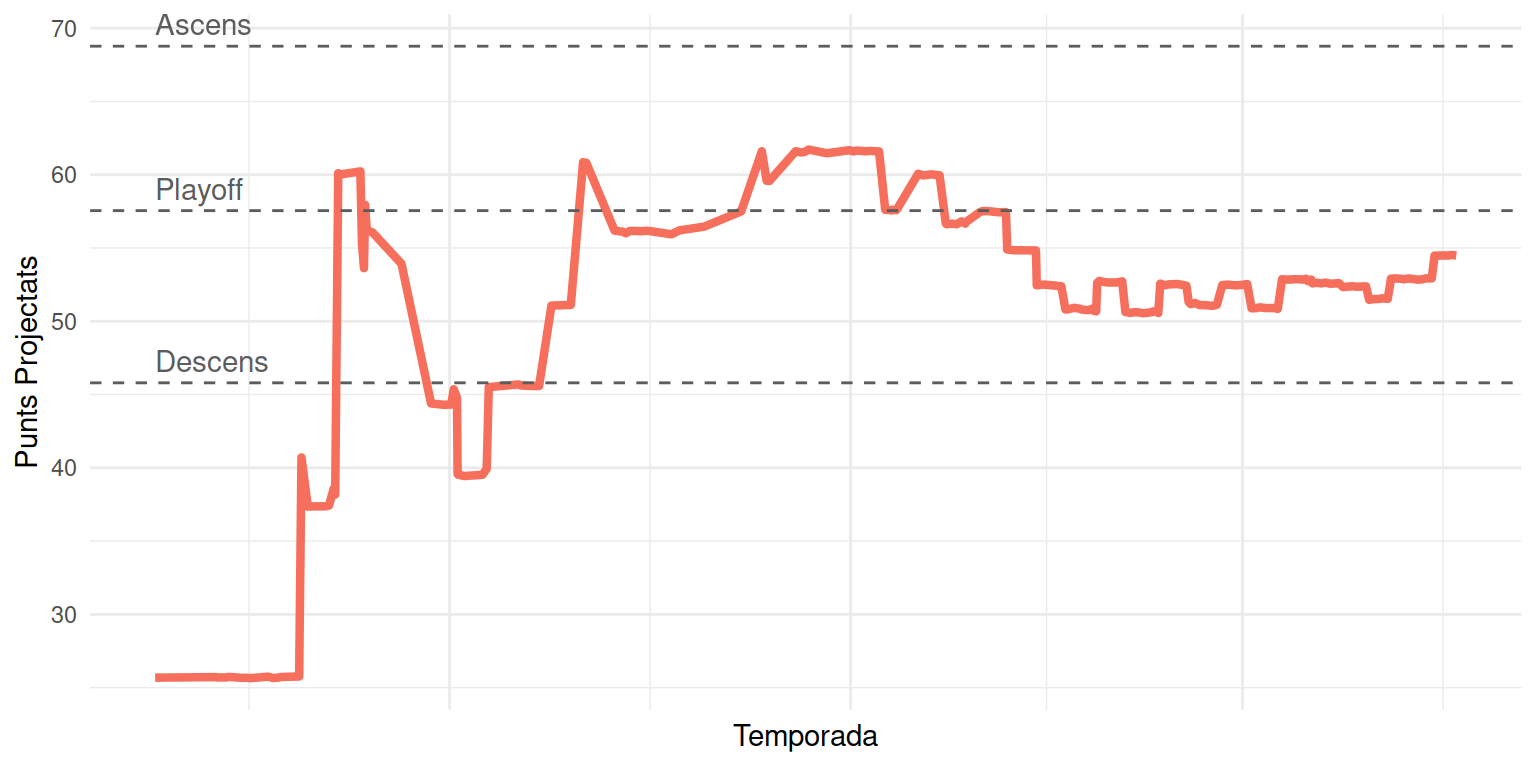 70
Ascens
60
Playoff
50
Descens
40
30
Punts Projectats
Temporada